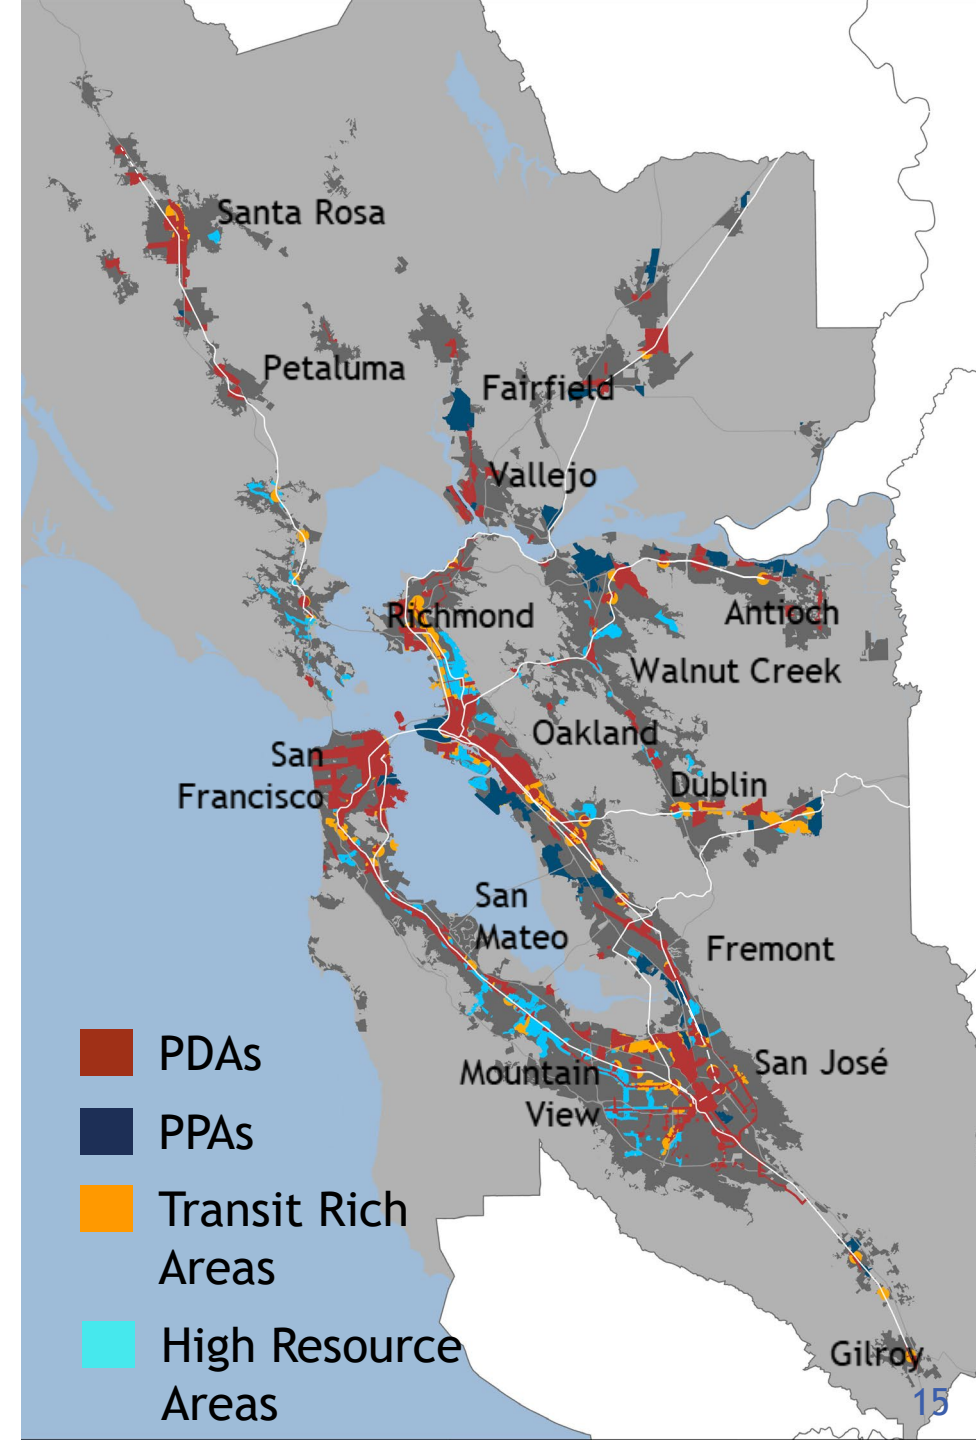 Santa Rosa
Petaluma
Fairfield
Vallejo
Richmond
Antioch
Walnut Creek
Oakland
San
Francisco
Dublin
San
Mateo
Fremont
Mountain
View
San José
Gilroy
PDAs
PPAs
Transit Rich
Areas
High Resource
Areas
15